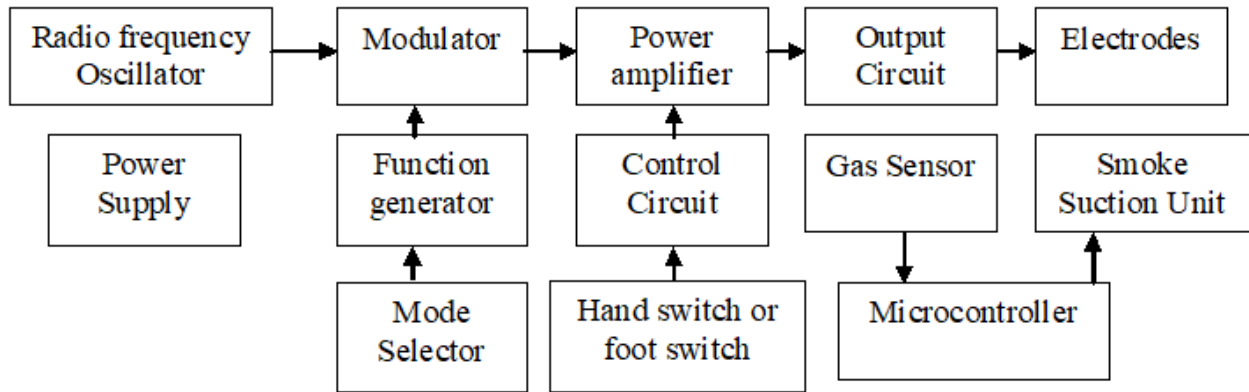 Radio frequency
Oscillator
Modulator
Power
amplifier
Output
Circuit
Electrodes
Power
Supply
Function
generator
Control
Circuit
Gas Sensor
Smoke
Suction Unit
Mode
Selector
Hand switch or
foot switch
Microcontroller